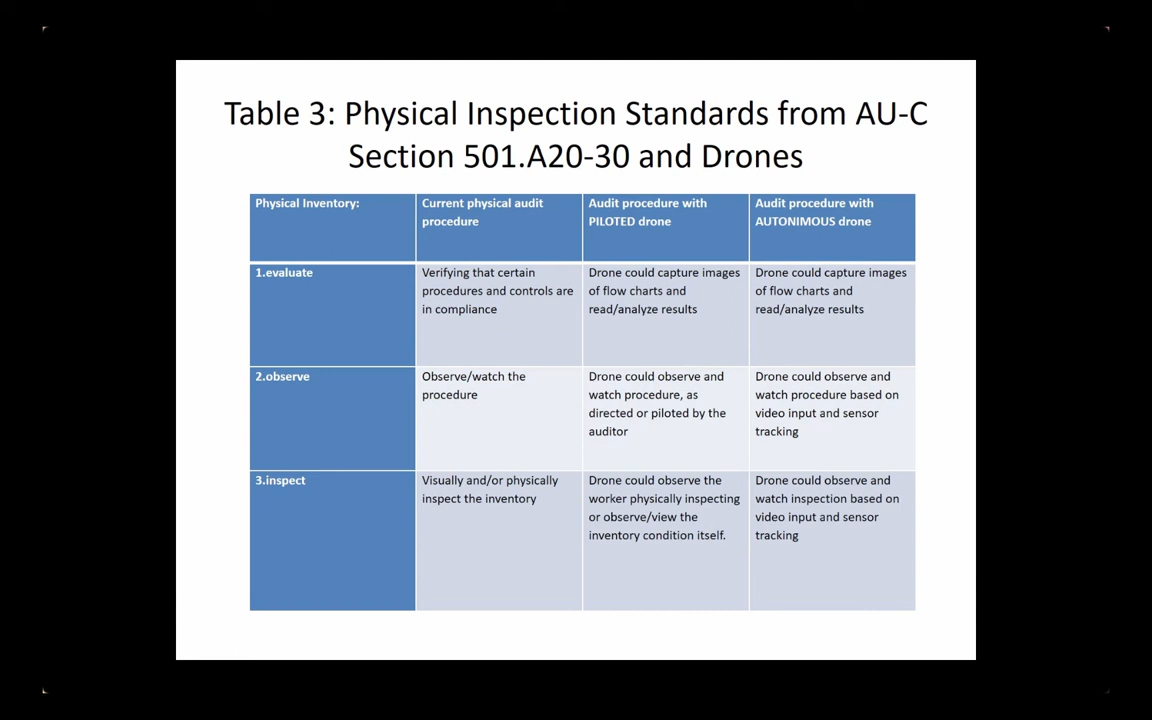 Table 3: Physical Inspection Standards from AU-C
Section 501.A20-30 and Drones
Physical Inventory:
Current physical audit
procedure
Audit procedure with
PILOTED drone
Audit procedure with
AUTONIMOUS drone
1.evaluate
Verifying that certain
procedures and controls are
in compliance
Drone could capture images
of flow charts and
read/analyze results
Drone could capture images
of flow charts and
read/analyze results
2.observe
Observe/watch the
procedure
Drone could observe and
watch procedure, as
directed or piloted by the
auditor
Drone could observe and
watch procedure based on
video input and sensor
tracking
3.inspect
Visually and/or physically
inspect the inventory
Drone could observe the
worker physically inspecting
or observe/view the
inventory condition itself.
Drone could observe and
watch inspection based on
video input and sensor
tracking